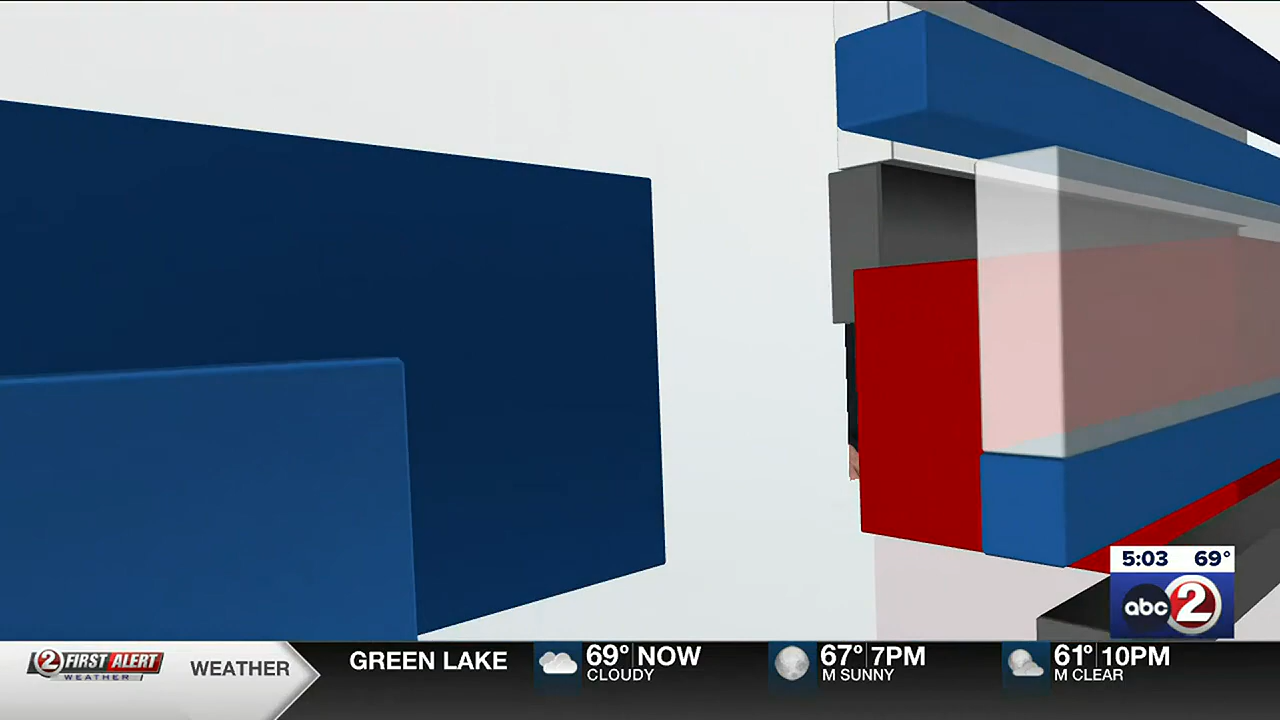 5:03 69°
abc 2
2 FIRST ALERT
WEATHER
WEATHER
GREEN LAKE
69° NOW
CLOUDY
67° 7PM
M SUNNY
61° 10PM
M CLEAR